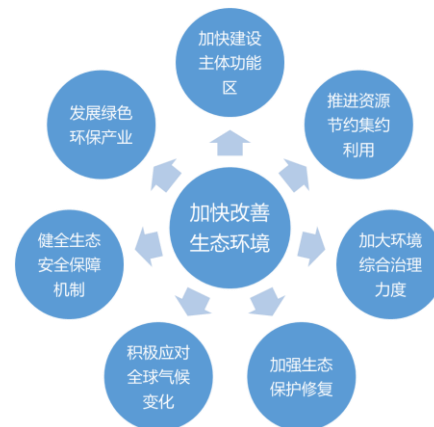 加快建设
主体功能
区
推进资源
节约集约
利用
加大环境
综合治理
力度
加强生态
保护修复
积极应对
全球气候
变化
健全生态
安全保障
机制
发展绿色
环保产业
加快改善
生态环境